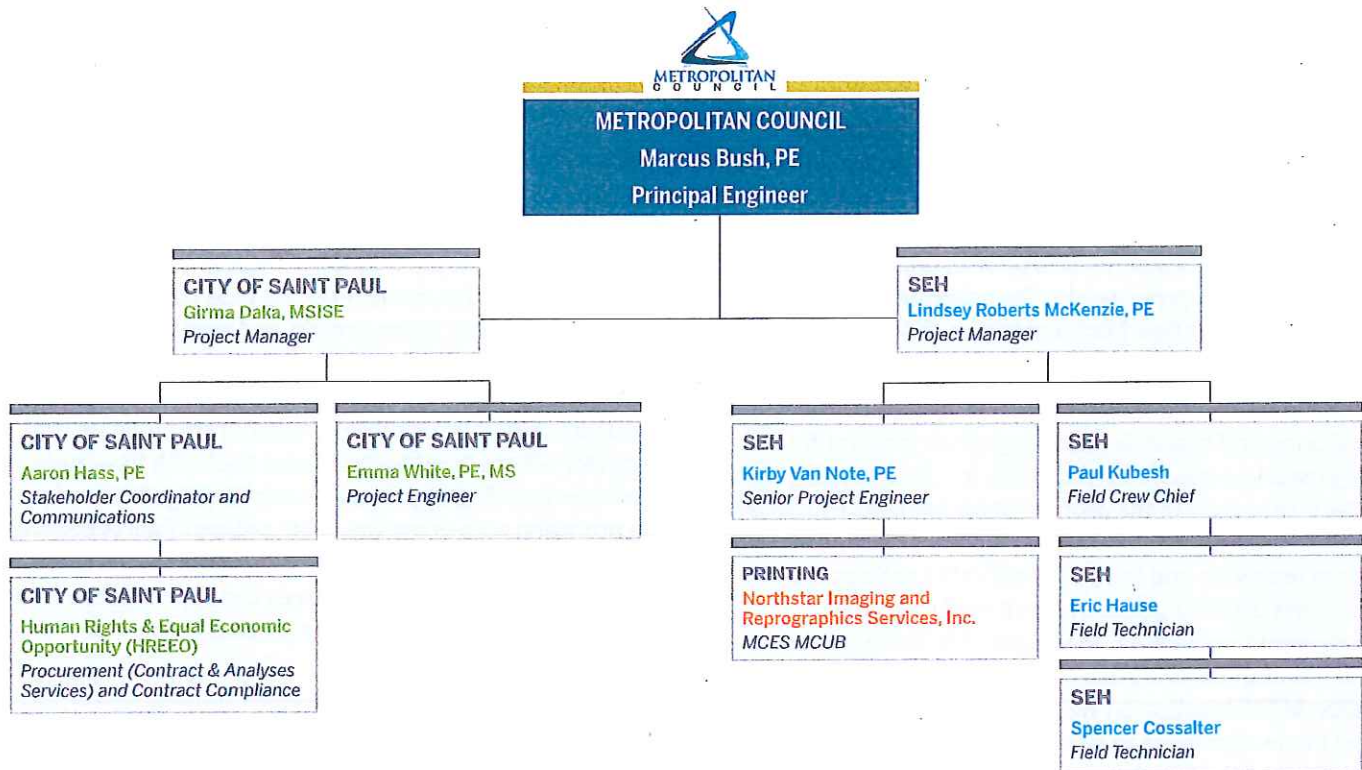 METROPOLITAN
COUNCIL
METROPOLITAN COUNCIL
Marcus Bush, PE
Principal Engineer
CITY OF SAINT PAUL
Girma Daka, MSISE
Project Manager
SEH
Lindsey Roberts McKenzie, PE
Project Manager
CITY OF SAINT PAUL
Aaron Hass, PE
Stakeholder Coordinator and
Communications
CITY OF SAINT PAUL
Emma White, PE, MS
Project Engineer
SEH
Kirby Van Note, PE
Senior Project Engineer
SEH
Paul Kubesh
Field Crew Chief
CITY OF SAINT PAUL
Human Rights & Equal Economic
Opportunity (HREEO)
Procurement (Contract & Analyses
Services) and Contract Compliance
PRINTING
Northstar Imaging and
Reprographics Services, Inc.
MCES MCUB
SEH
Eric Hause
Field Technician
SEH
Spencer Cossalter
Field Technician